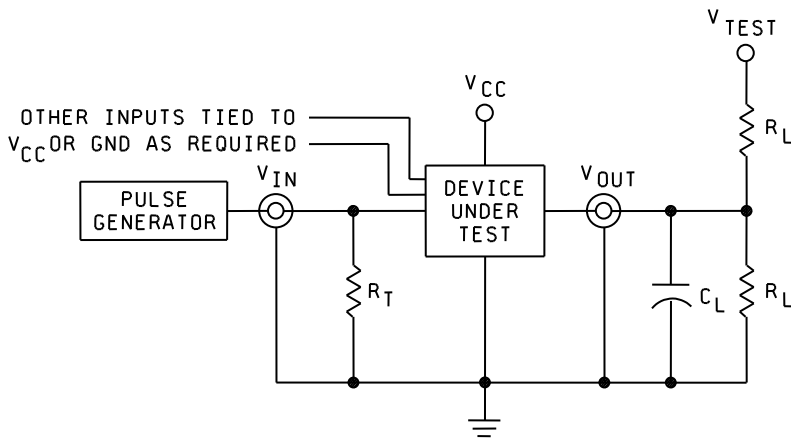 V TEST
V CC
OTHER INPUTS TIED TO
V CC OR GND AS REQUIRED
R L
V IN
V OUT
PULSE
GENERATOR
DEVICE
UNDER
TEST
R T
C L
R L